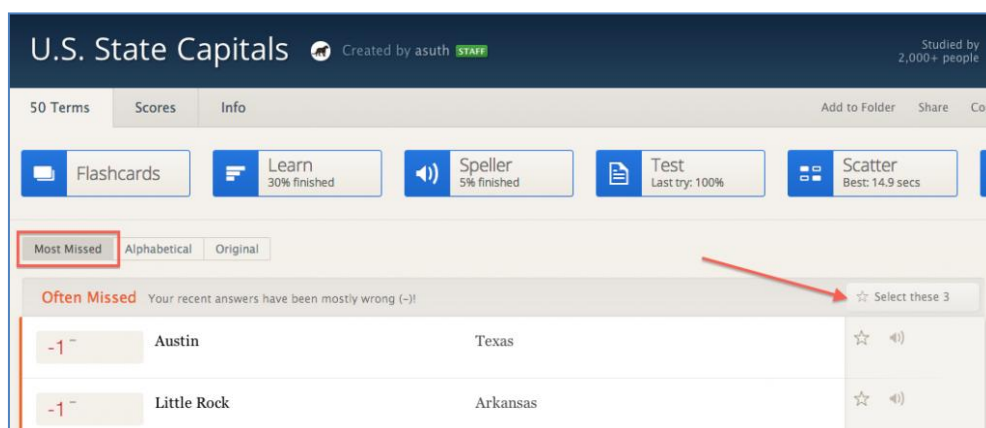 U.S. State Capitals Created by asuth STAFF
Studied by
2,000+ people
50 Terms Scores Info Add to Folder Share Co
Flashcards
Learn
30% finished
Speller
5% finished
Test
Last try: 100%
Scatter
Best: 14.9 secs
Most Missed Alphabetical Original
Often Missed Your recent answers have been mostly wrong (-)! Select these 3
-1 – Austin Texas
-1 – Little Rock Arkansas